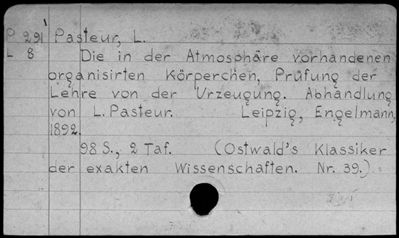 P 291 Pasteur, L.
L 8 Die in der Atmosphäre vorhandenen
organisirten Körperchen, Prüfung der
Lehre von der Urzeugung. Abhandlung
von L. Pasteur. Leipzig, Engelmann,
1892.
98 S., 2 Taf. (Ostwald's Klassiker
der exakten Wissenschaften. Nr. 39.)